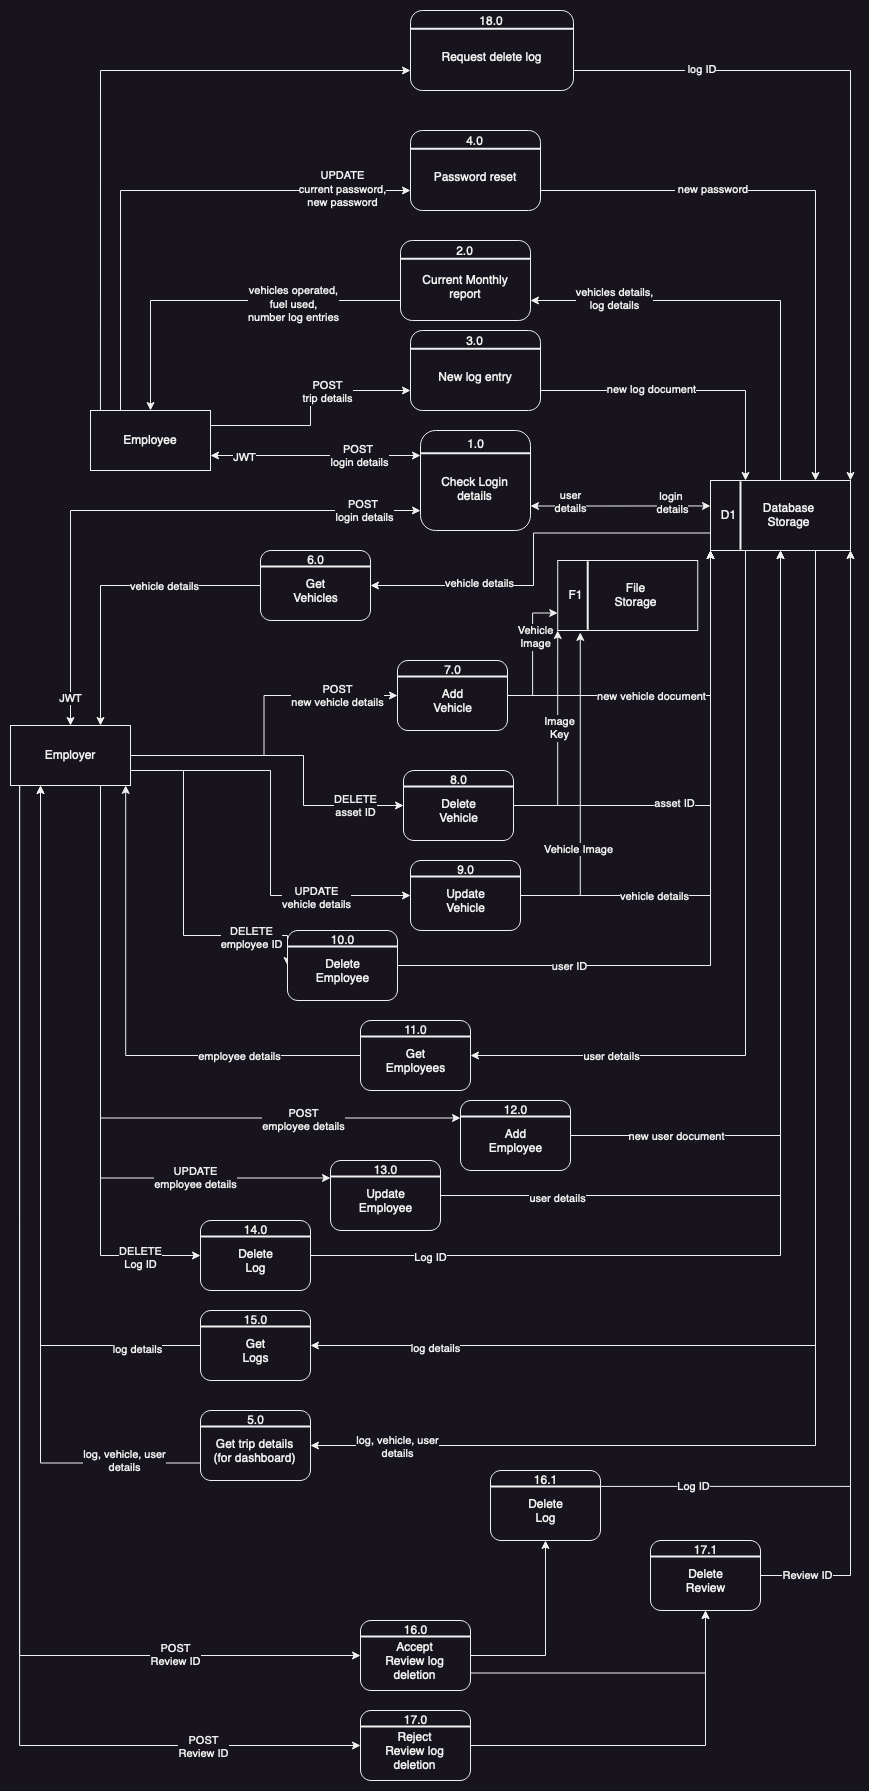 18.0
Request delete log
log ID
4.0
UPDATE
current password,
new password
Password reset
new password
2.0
vehicles operated,
fuel used,
number log entries
Current Monthly
report
vehicles details,
log details
3.0
POST
trip details
New log entry
new log document
Employee
1.0
JWT
POST
login details
Check Login
details
user
details
login
details
D1
Database
Storage
POST
login details
6.0
vehicle details
Get
Vehicles
vehicle details
F1
File
Storage
Vehicle
Image
7.0
POST
new vehicle details
Add
Vehicle
new vehicle document
JWT
Image
Key
Employer
8.0
DELETE
asset ID
Delete
Vehicle
asset ID
Vehicle Image
9.0
UPDATE
vehicle details
Update
Vehicle
vehicle details
DELETE
employee ID
10.0
Delete
Employee
user ID
11.0
employee details
Get
Employees
user details
12.0
POST
employee details
Add
Employee
new user document
13.0
UPDATE
employee details
Update
Employee
user details
14.0
DELETE
Log ID
Delete
Log
Log ID
15.0
log details
Get
Logs
log details
5.0
log, vehicle, user
details
Get trip details
(for dashboard)
log, vehicle, user
details
16.1
Delete
Log
Log ID
17.1
Delete
Review
Review ID
16.0
POST
Review ID
Accept
Review log
deletion
17.0
POST
Review ID
Reject
Review log
deletion